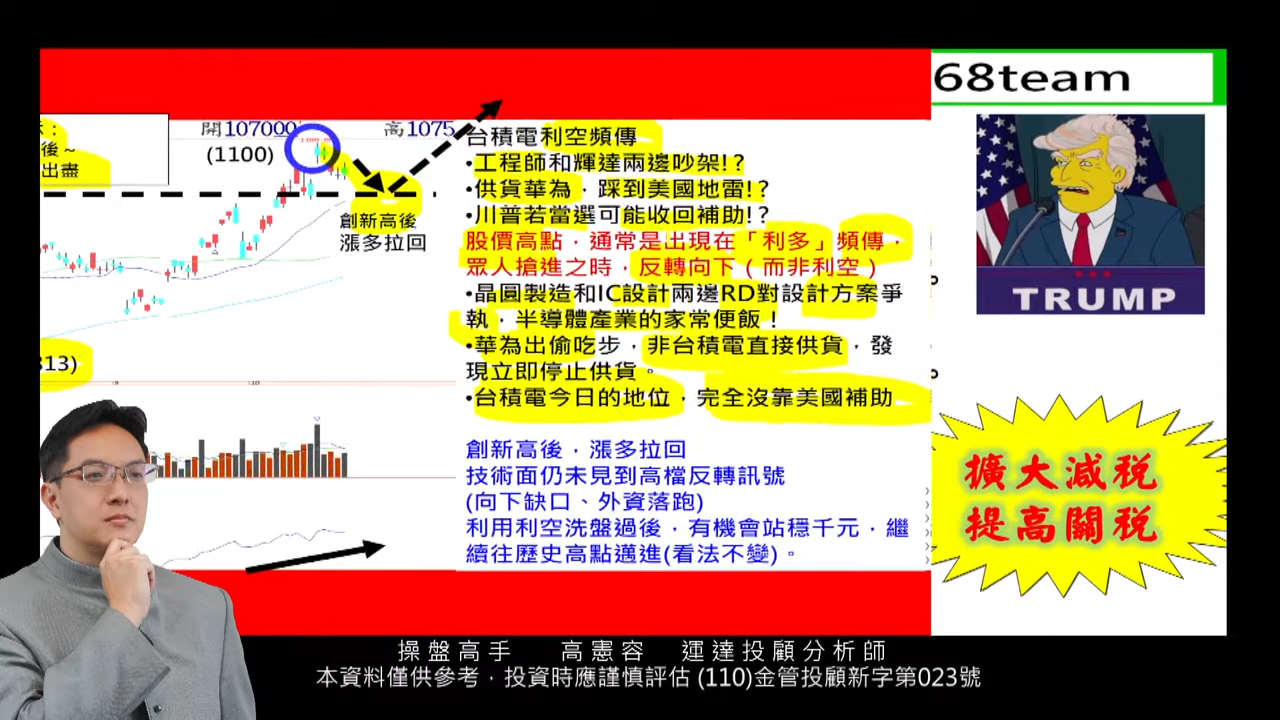 68team
:
後~
出盡
開107000
高1075
(1100)
創新高後
漲多拉回
313)
台積電利空頻傳
•工程師和輝達兩邊吵架!?
•供貨華為，踩到美國地雷!?
•川普若當選可能收回補助!?
股價高點，通常是出現在「利多」頻傳，
眾人搶進之時，反轉向下（而非利空）
•晶圓製造和IC設計兩邊RD對設計方案爭
執，半導體產業的家常便飯！
•華為出偷吃步，非台積電直接供貨，發
現立即停止供貨。
•台積電今日的地位，完全沒靠美國補助
創新高後，漲多拉回
技術面仍未見到高檔反轉訊號
(向下缺口、外資落跑)
利用利空洗盤過後，有機會站穩千元，繼
續往歷史高點邁進(看法不變)。
TRUMP
擴大減稅
提高關稅
操盤高手 高憲容 運達投顧分析師
本資料僅供參考，投資時應謹慎評估 (110)金管投顧新字第023號